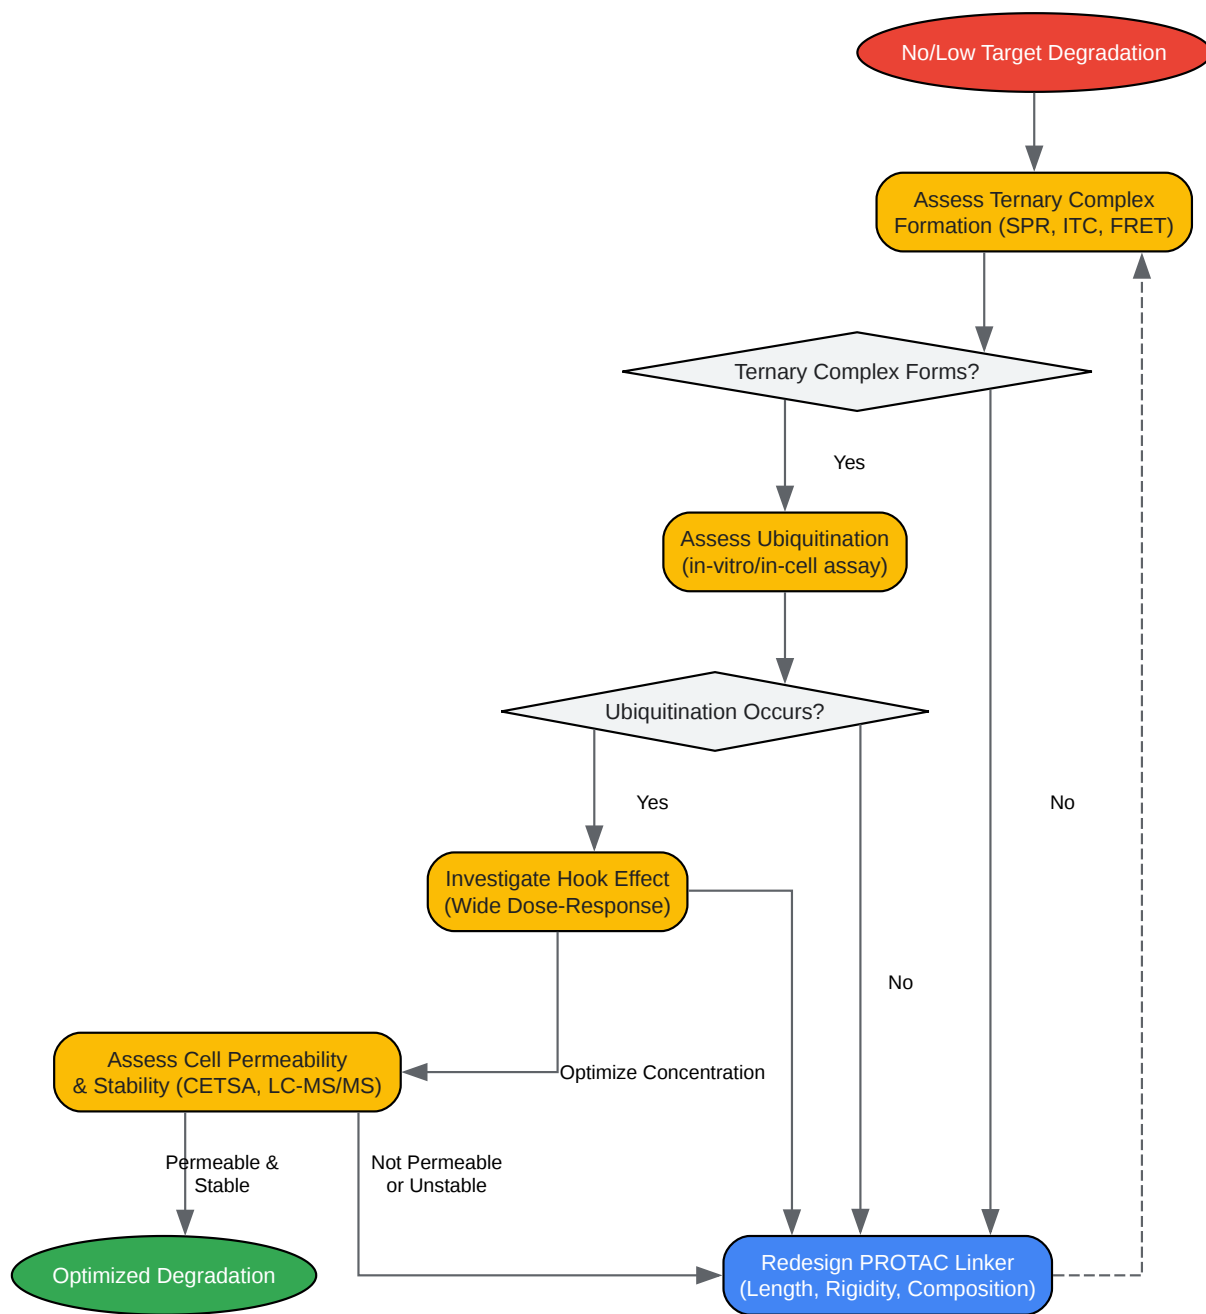 No/Low Target Degradation
Assess Ternary Complex
Formation (SPR, ITC, FRET)
Ternary Complex Forms?
Yes
Assess Ubiquitination
(in-vitro/in-cell assay)
Ubiquitination Occurs?
Yes
No
Investigate Hook Effect
(Wide Dose-Response)
No
Assess Cell Permeability
& Stability (CETSA, LC-MS/MS)
Optimize Concentration
Permeable &
Stable
Not Permeable
or Unstable
Optimized Degradation
Redesign PROTAC Linker
(Length, Rigidity, Composition)